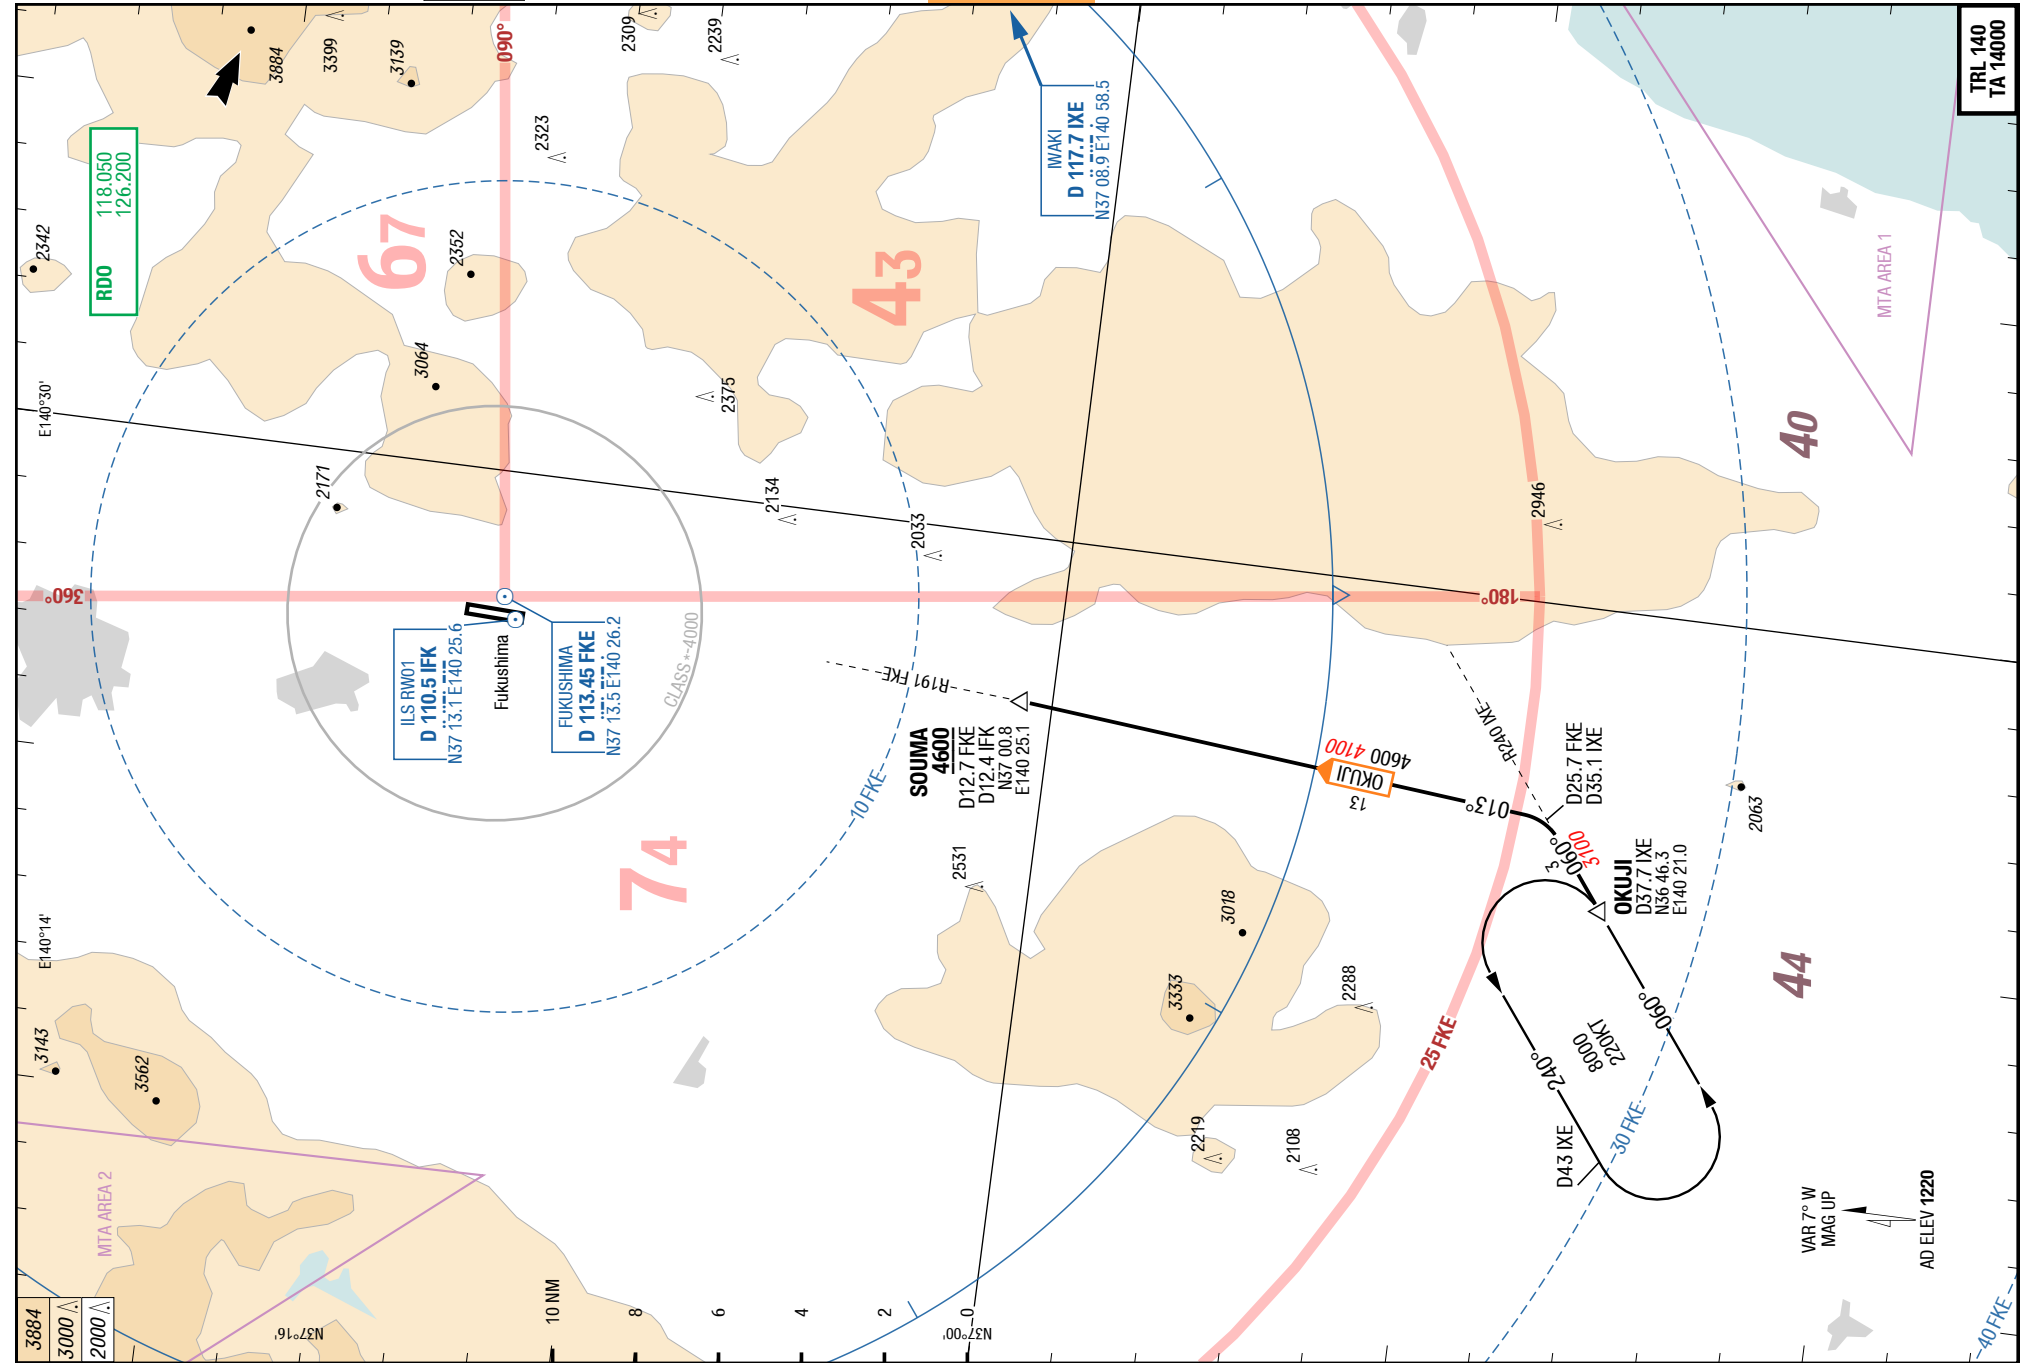 TRL 140
TA 14000
3884
3399
3139
2309
2239
090°
RDO 118.050
126.200
2342
2323
67
2352
43
IWAKI
D 117.7 IXE
N37 08.9 E140 58.5
MTA AREA 1
E140°30'
3064
2375
2171
2134
2033
2946
40
360°
180°
ILS RW01
D 110.5 IFK
N37 13.1 E140 25.6
Fukushima
FUKUSHIMA
D 113.45 FKE
N37 13.5 E140 26.2
CLASS *-4000
R191 FKE
SOUMA
4600
D12.7 FKE
D12.4 IFK
N37 00.8
E140 25.1
10 FKE
4600 4100
OKUJI
13
013°
R240 IXE
D25.7 FKE
D35.1 IXE
060°
3
3100
OKUJI
D37.7 IXE
N36 46.3
E140 21.0
2063
74
2531
3018
3333
2288
2219
2108
E140°14'
3143
3562
MTA AREA 2
25 FKE
44
060°
8000
220KT
240°
D43 IXE
30 FKE
40 FKE
VAR 7° W
MAG UP
AD ELEV 1220
10 NM
8
6
4
2
0
N37°16'
N37°00'
3884
3000
2000